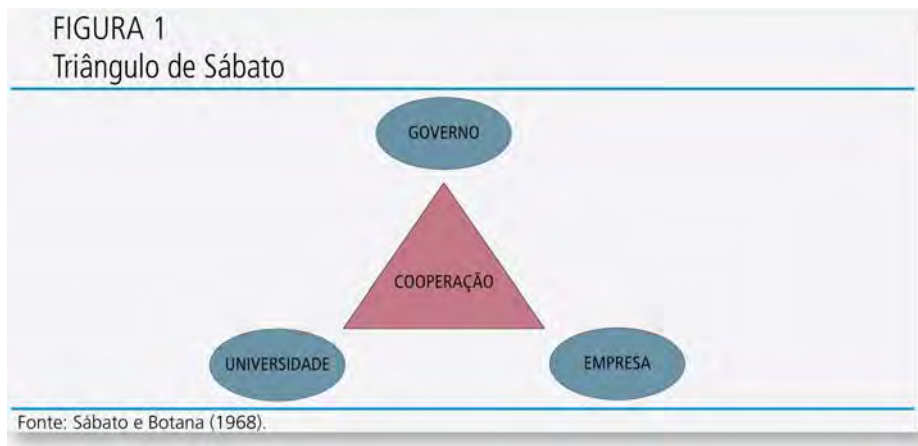 FIGURA 1
Triângulo de Sábato
GOVERNO
COOPERAÇÃO
UNIVERSIDADE
EMPRESA
Fonte: Sábato e Botana (1968).